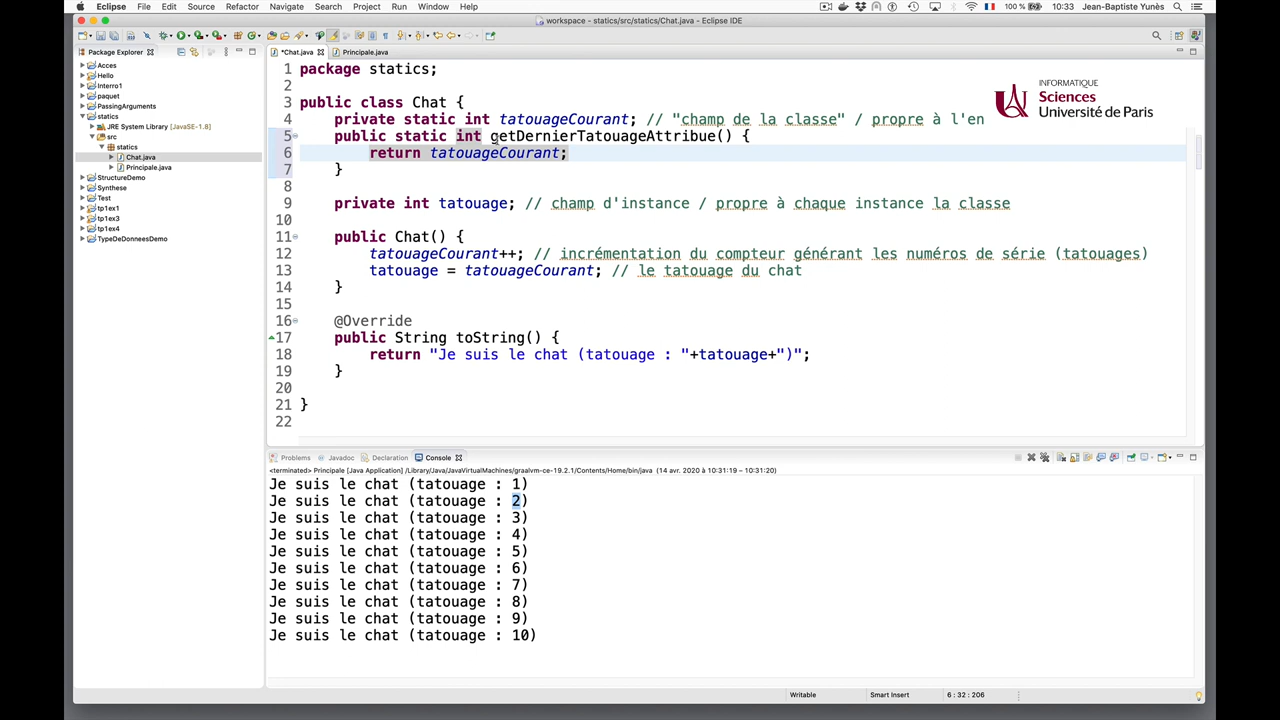 Eclipse File Edit Source Refactor Navigate Search Project Run Window Help 100 % 10:33 Jean-Baptiste Yunès
workspace - statics/src/statics/Chat.java - Eclipse IDE
Package Explorer
Acces
Hello
Interro1
paquet
PassingArguments
statics
JRE System Library [JavaSE-1.8]
src
statics
Chat.java
Principale.java
StructureDemo
Synthese
Test
tp1ex1
tp1ex3
tp1ex4
TypeDeDonneesDemo
*Chat.java Principale.java
1 package statics;
2
3 public class Chat {
4 private static int tatouageCourant; // "champ de la classe" / propre à l'en
5 public static int getDernierTatouageAttribue() {
6 return tatouageCourant;
7 }
8
9 private int tatouage; // champ d'instance / propre à chaque instance la classe
10
11 public Chat() {
12 tatouageCourant++; // incrémentation du compteur générant les numéros de série (tatouages)
13 tatouage = tatouageCourant; // le tatouage du chat
14 }
15
16 @Override
17 public String toString() {
18 return "Je suis le chat (tatouage : "+tatouage+")";
19 }
20
21 }
22
INFORMATIQUE
Sciences
Université de Paris
Problems Javadoc Declaration Console
<terminated> Principale [Java Application] /Library/Java/JavaVirtualMachines/graalvm-ce-19.2.1/Contents/Home/bin/java (14 avr. 2020 à 10:31:19 – 10:31:20)
Je suis le chat (tatouage : 1)
Je suis le chat (tatouage : 2)
Je suis le chat (tatouage : 3)
Je suis le chat (tatouage : 4)
Je suis le chat (tatouage : 5)
Je suis le chat (tatouage : 6)
Je suis le chat (tatouage : 7)
Je suis le chat (tatouage : 8)
Je suis le chat (tatouage : 9)
Je suis le chat (tatouage : 10)
Writable Smart Insert 6 : 32 : 206